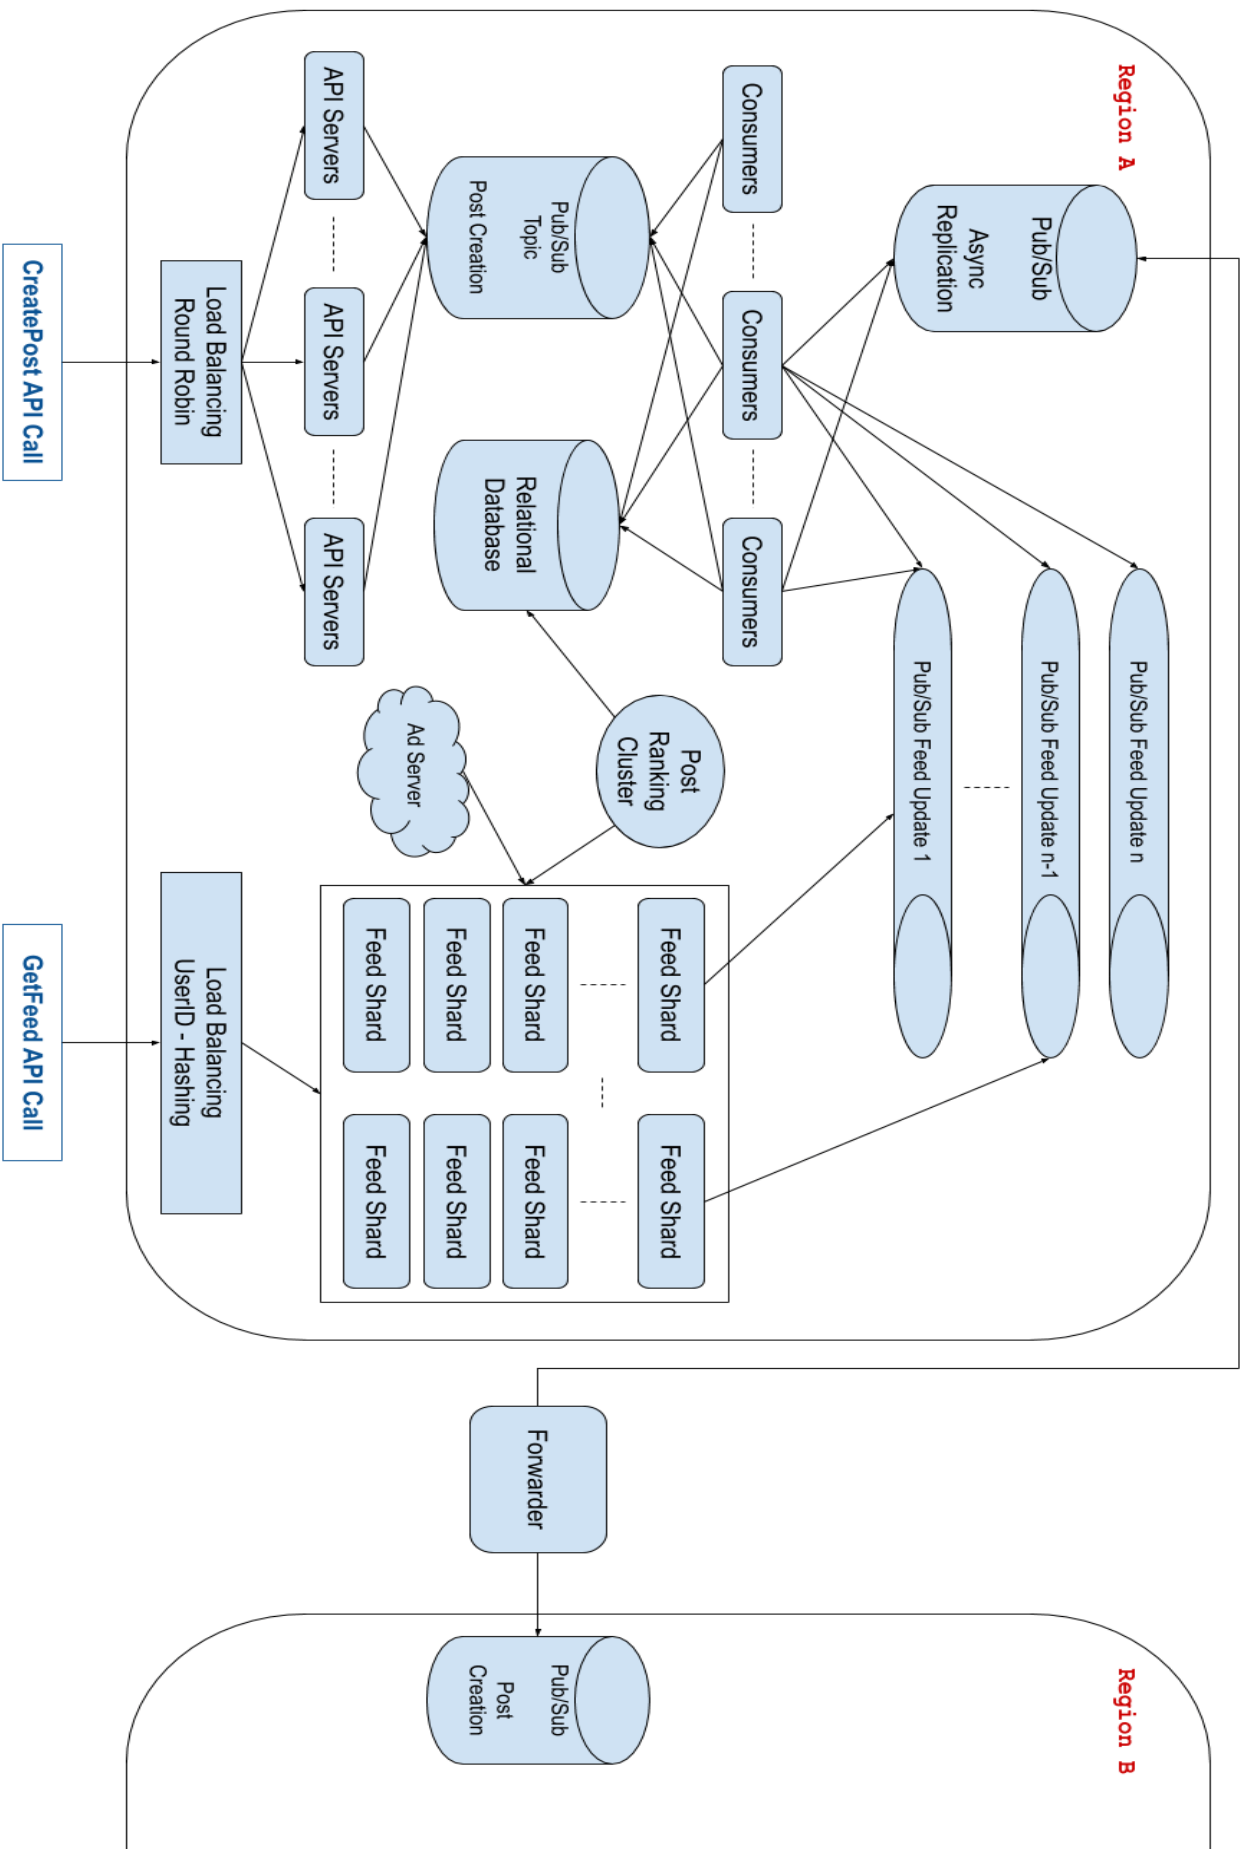 Region A
Region B
Pub/Sub
Async
Replication
Pub/Sub Feed Update n
Pub/Sub Feed Update n-1
Pub/Sub Feed Update 1
Consumers
Consumers
Consumers
Post
Ranking
Cluster
Pub/Sub
Topic
Post Creation
Relational
Database
Ad Server
Feed Shard
Feed Shard
Feed Shard
Feed Shard
Feed Shard
Feed Shard
Feed Shard
Feed Shard
Forwarder
Pub/Sub
Post
Creation
API Servers
API Servers
API Servers
Load Balancing
Round Robin
Load Balancing
UserID - Hashing
CreatePost API Call
GetFeed API Call